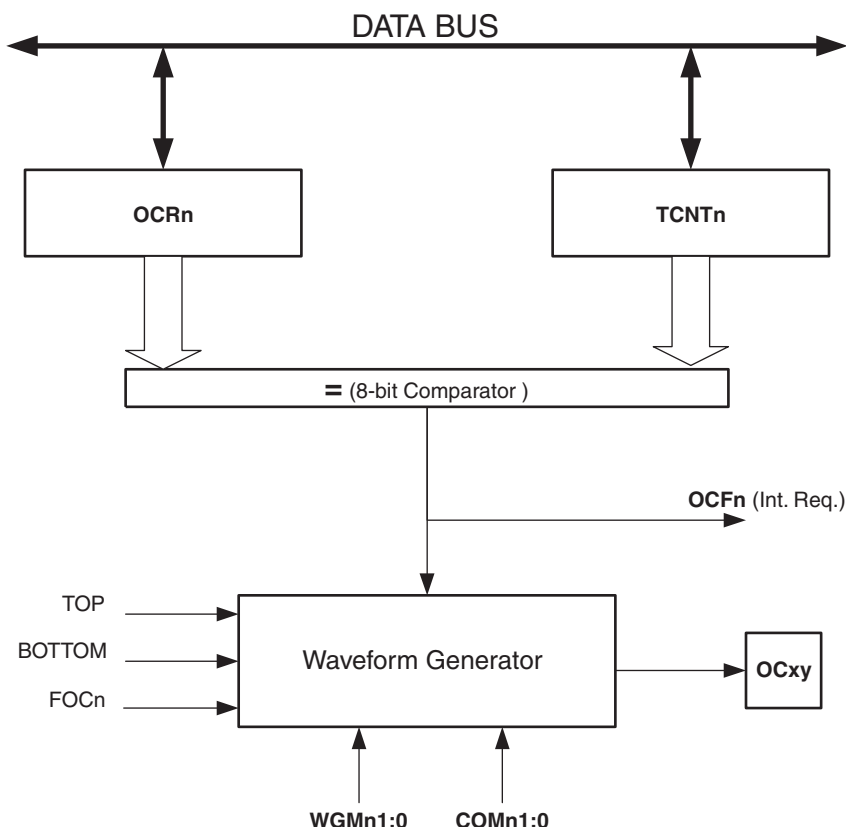 DATA BUS
OCRn
TCNTn
= (8-bit Comparator )
OCFn (Int. Req.)
TOP
BOTTOM
FOCn
Waveform Generator
OCxy
WGMn1:0
COMn1:0